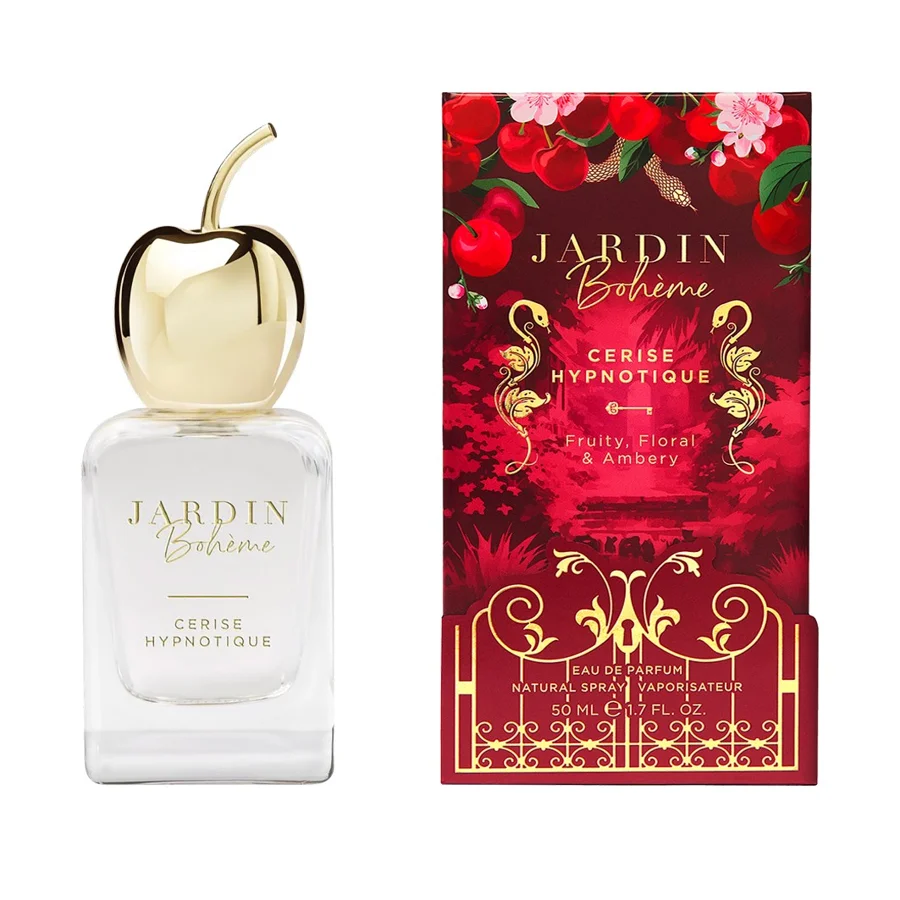 JARDIN
Bohème
CERISE
HYPNOTIQUE
JARDIN
Bohème
CERISE
HYPNOTIQUE
Fruity, Floral
& Ambery
EAU DE PARFUM
NATURAL SPRAY VAPORISATEUR
50 ML ℮ 1.7 FL. OZ.